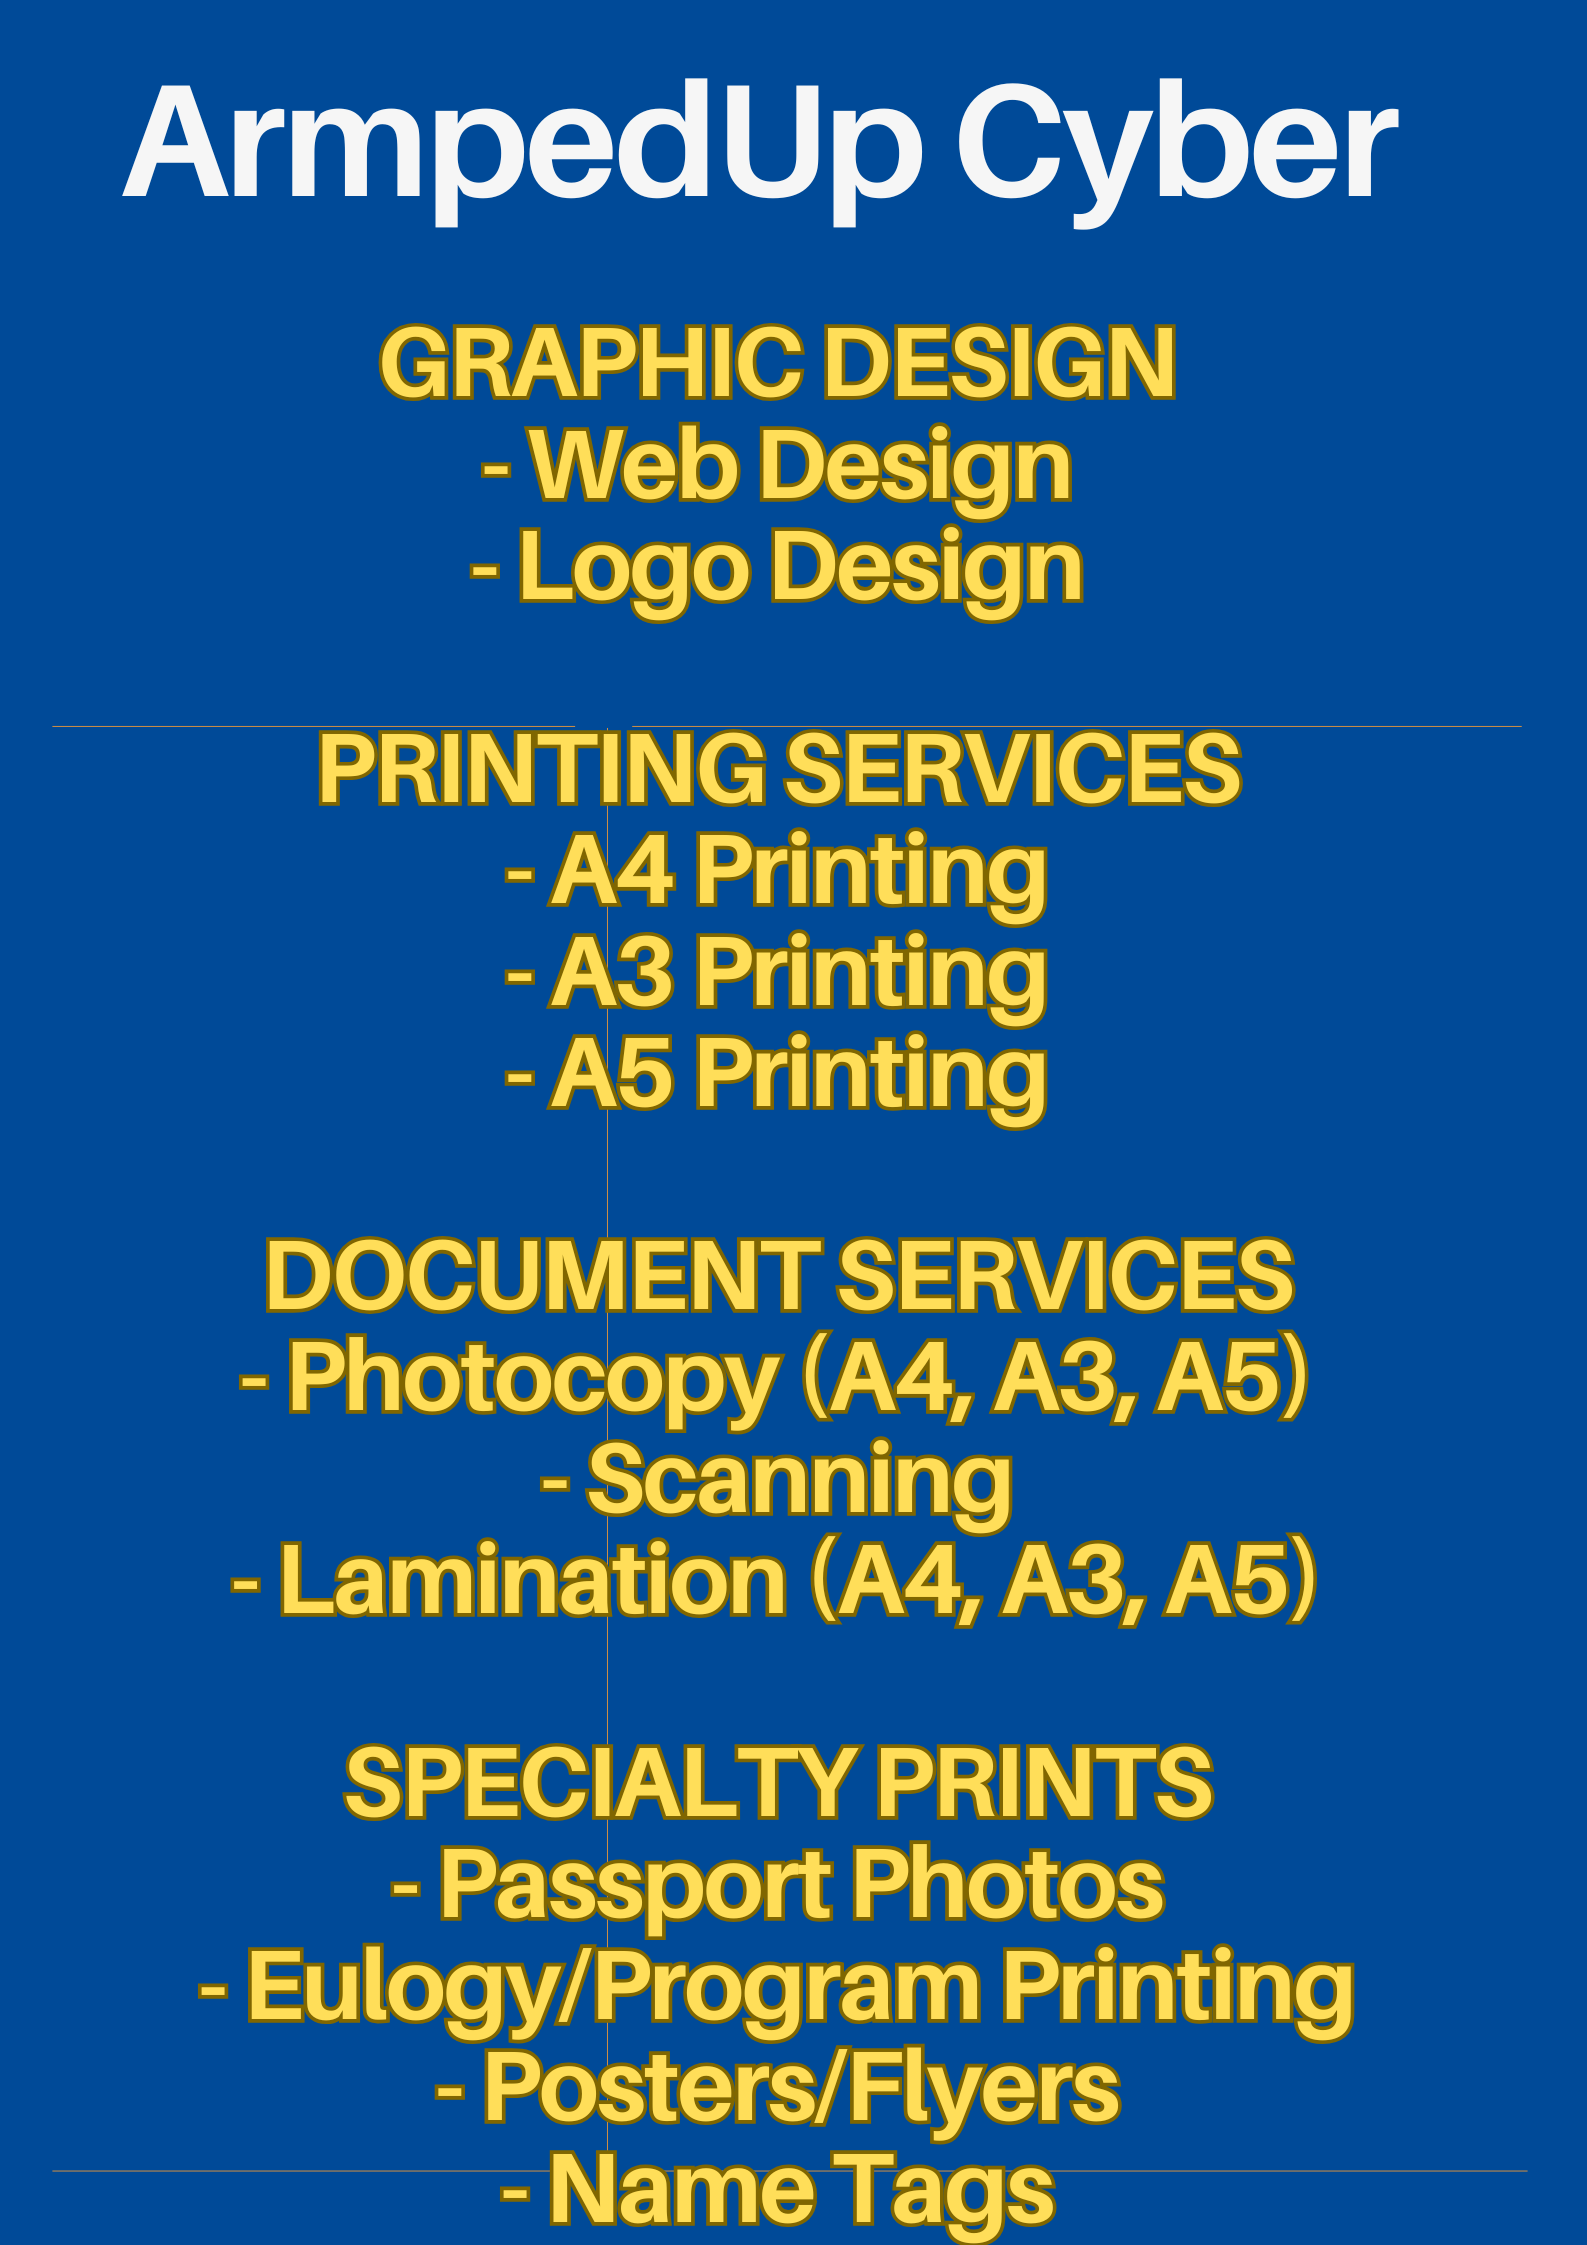 ArmpedUp Cyber
GRAPHIC DESIGN
- Web Design
- Logo Design
PRINTING SERVICES
- A4 Printing
- A3 Printing
- A5 Printing
DOCUMENT SERVICES
- Photocopy (A4, A3, A5)
- Scanning
- Lamination (A4, A3, A5)
SPECIALTY PRINTS
- Passport Photos
- Eulogy/Program Printing
- Posters/Flyers
- Name Tags